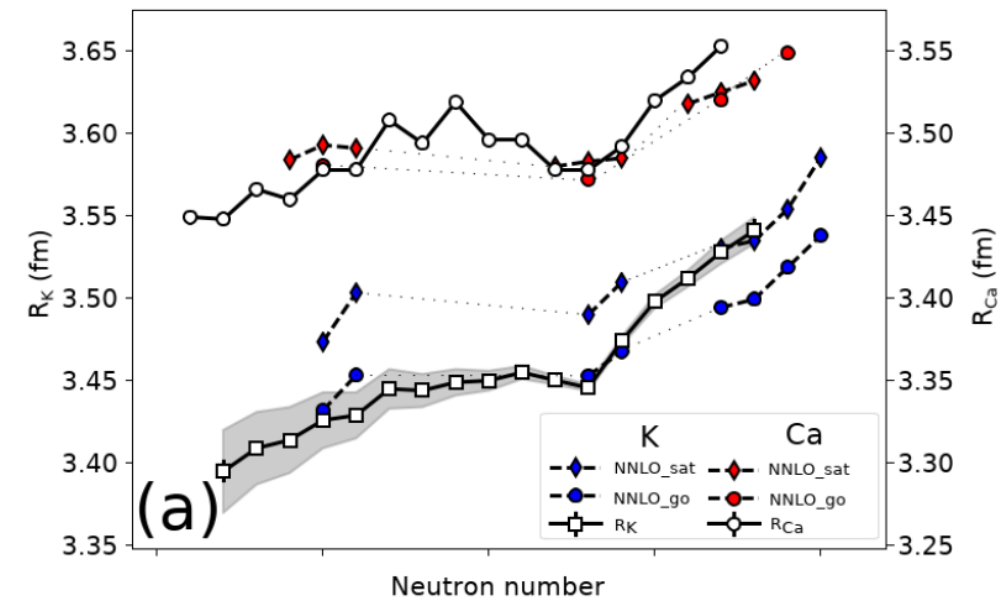 3.65
3.60
3.55
3.50
3.45
3.40
3.35
R_K (fm)
3.55
3.50
3.45
3.40
3.35
3.30
3.25
R_Ca (fm)
(a)
K Ca
NNLO_sat NNLO_sat
NNLO_go NNLO_go
R_K R_Ca
Neutron number